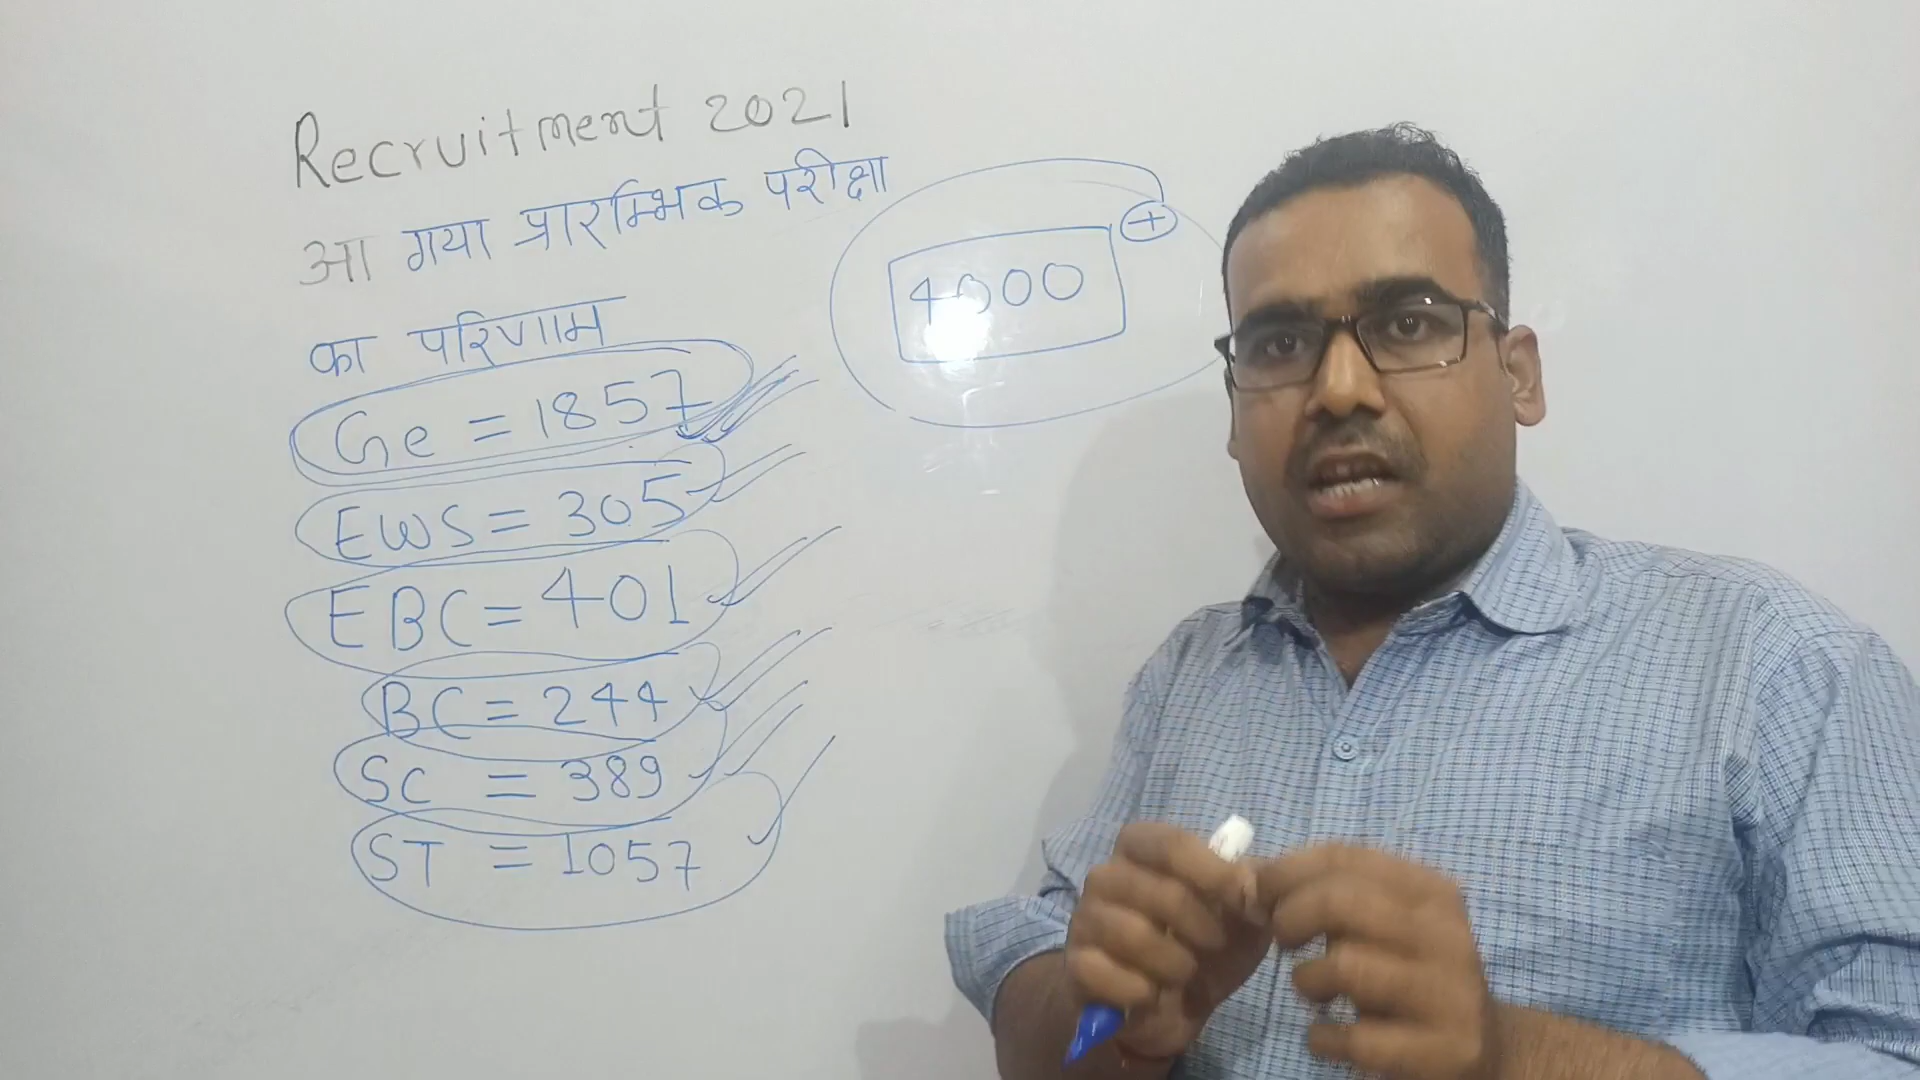 Recruitment 2021
आ गया प्रारम्भिक परीक्षा
का परिणाम
4000 +
Ge = 1857
EWS = 305
EBC = 401
BC = 244
SC = 389
ST = 1057